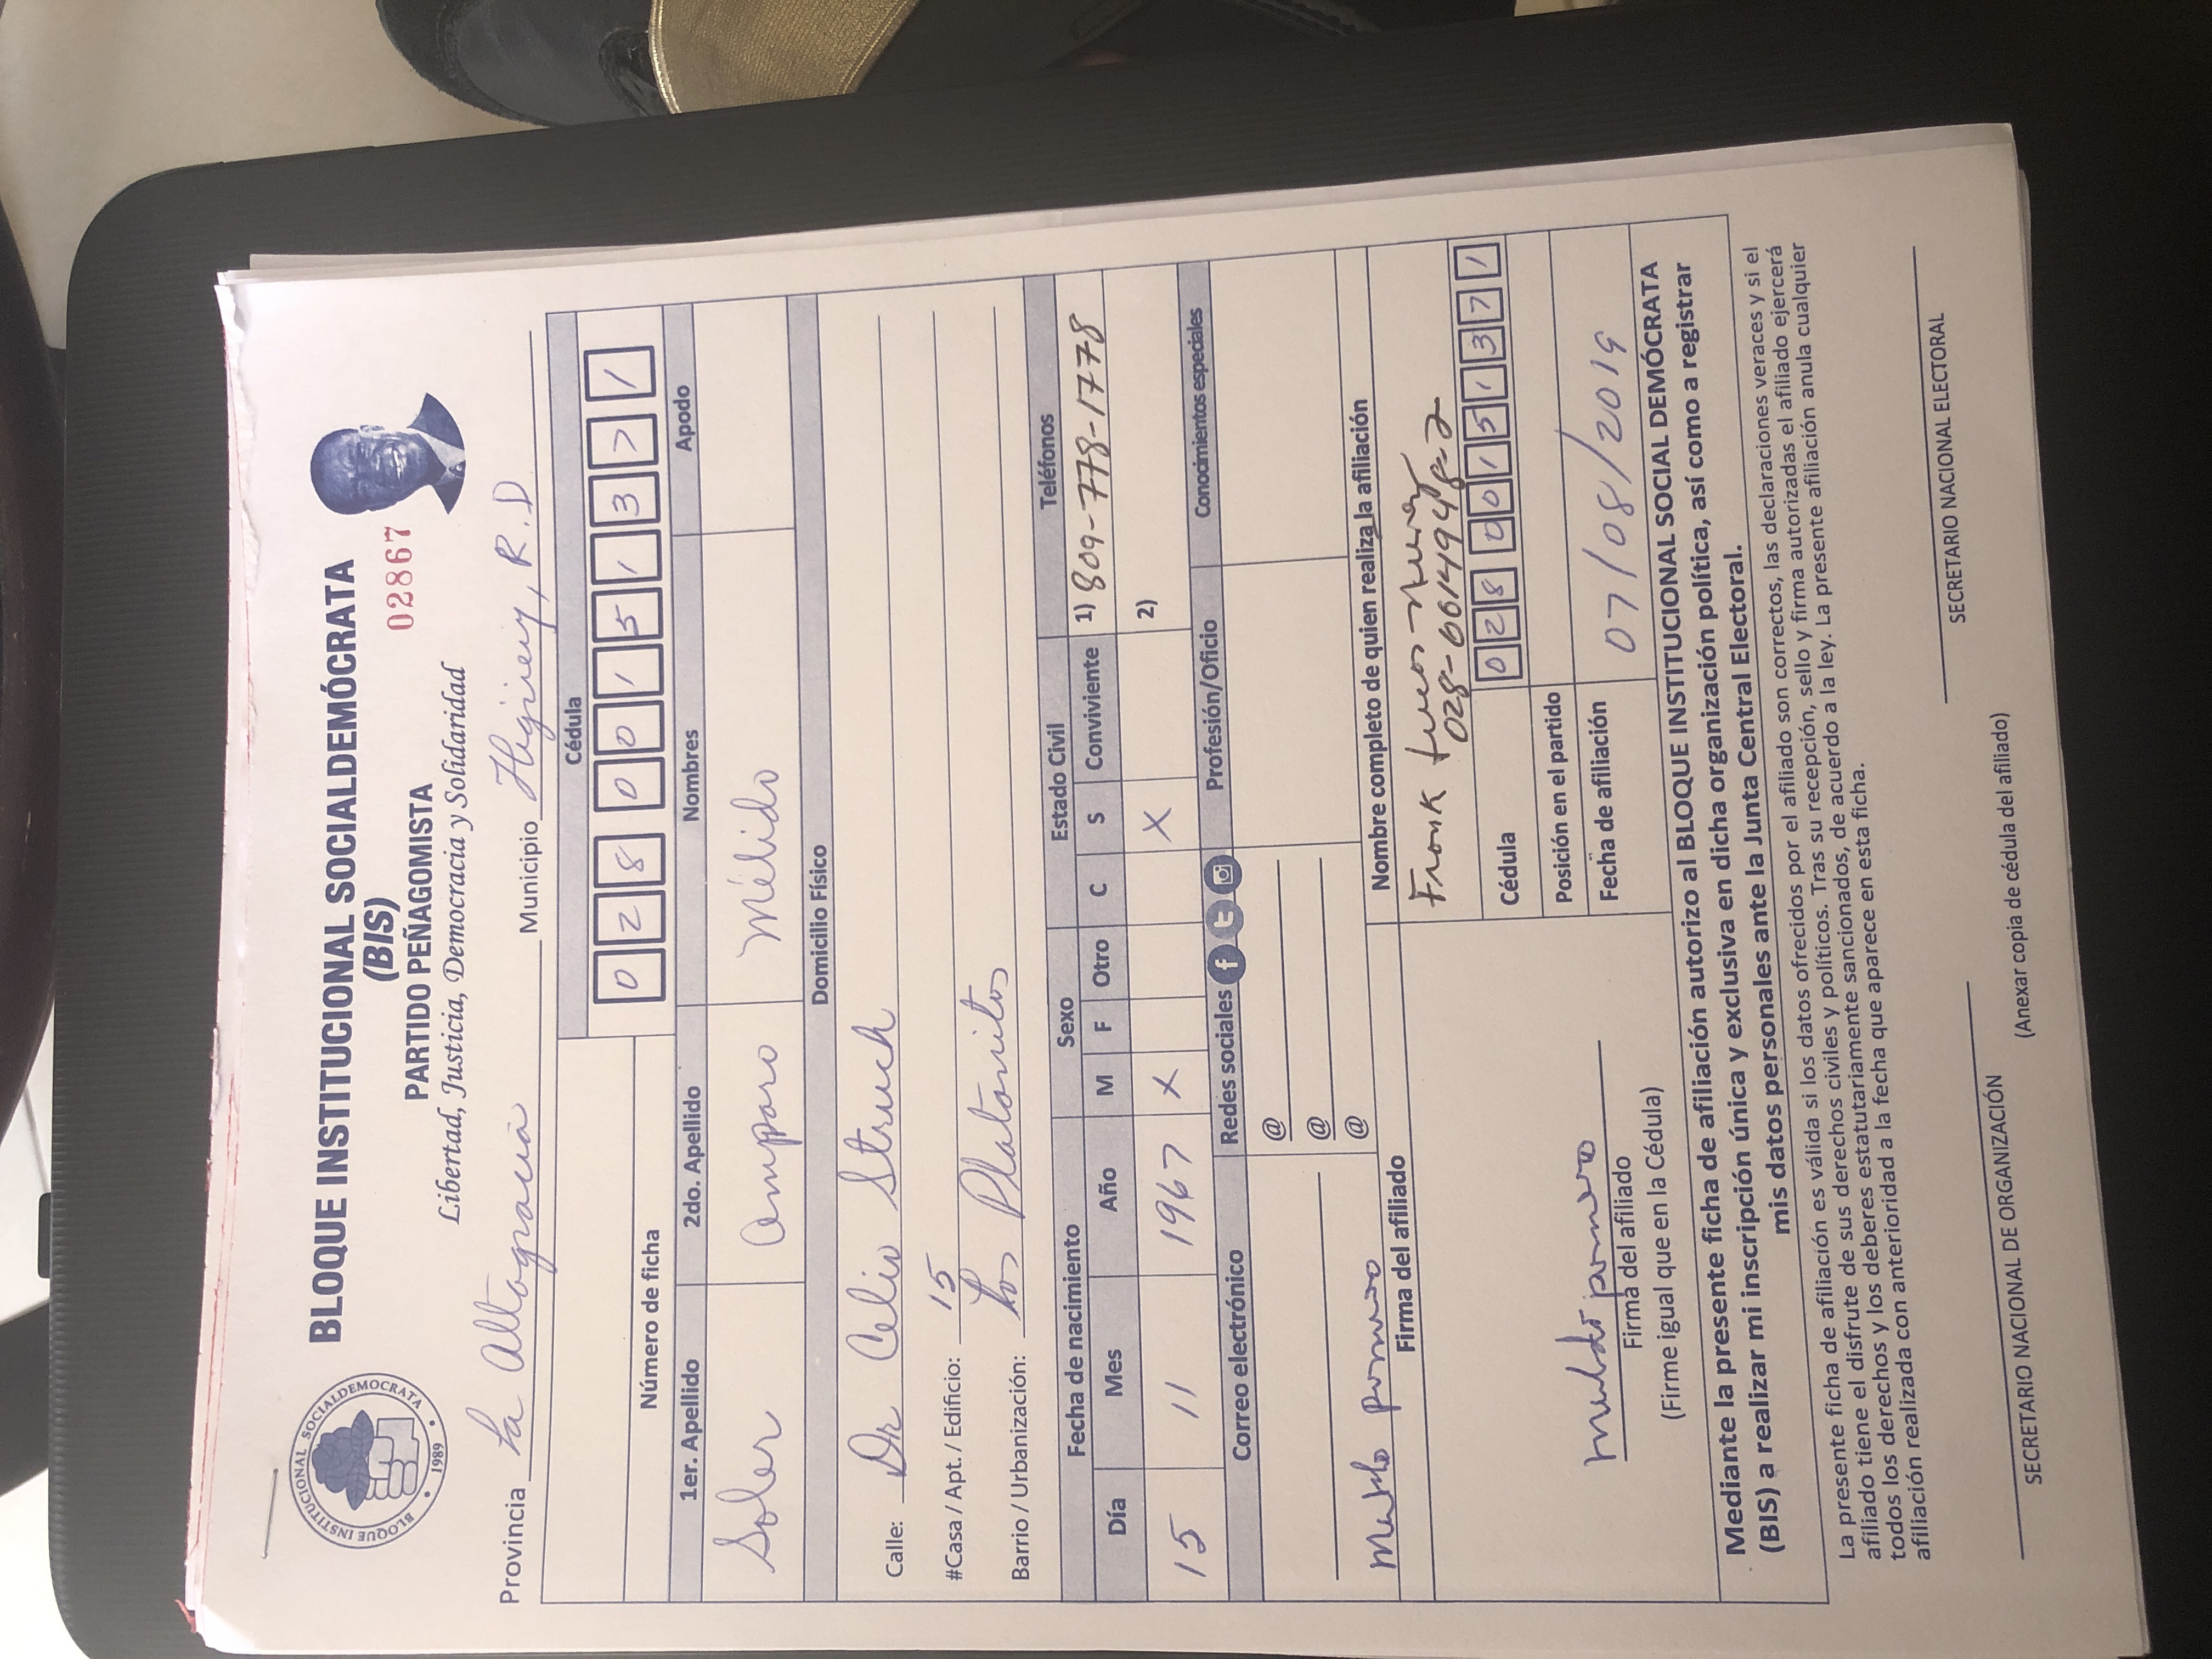 BLOQUE INSTITUCIONAL SOCIALDEMOCRATA
1989
BLOQUE INSTITUCIONAL SOCIALDEMÓCRATA
(BIS)
PARTIDO PEÑAGOMISTA
02867
Libertad, Justicia, Democracia y Solidaridad
Provincia La Altagracia Municipio Higüey, R.D
Cédula
0 2 8 0 0 1 5 1 3 7 1
Número de ficha
1er. Apellido 2do. Apellido Nombres Apodo
Soler Amparo Mélido
Domicilio Físico
Calle: Dr Celio Struch
#Casa / Apt. / Edificio: 15
Barrio / Urbanización: Los Platanitos
Fecha de nacimiento Sexo Estado Civil Teléfonos
Día Mes Año M F Otro C S Conviviente 1) 809-778-1778
15 11 1967 X X 2)
Correo electrónico Redes sociales Profesión/Oficio Conocimientos especiales
@
@
@
Firma del afiliado Nombre completo de quien realiza la afiliación
Frank
Cédula 0 2 8 0 0 1 5 1 3 7 1
Posición en el partido
Fecha de afiliación 07/08/2019
Firma del afiliado
(Firme igual que en la Cédula)
Mediante la presente ficha de afiliación autorizo al BLOQUE INSTITUCIONAL SOCIAL DEMÓCRATA
(BIS) a realizar mi inscripción única y exclusiva en dicha organización política, así como a registrar
mis datos personales ante la Junta Central Electoral.
La presente ficha de afiliación es válida si los datos ofrecidos por el afiliado son correctos, las declaraciones veraces y si el
afiliado tiene el disfrute de sus derechos civiles y políticos. Tras su recepción, sello y firma autorizadas el afiliado ejercerá
todos los derechos y los deberes estatutariamente sancionados, de acuerdo a la ley. La presente afiliación anula cualquier
afiliación realizada con anterioridad a la fecha que aparece en esta ficha.
SECRETARIO NACIONAL DE ORGANIZACIÓN SECRETARIO NACIONAL ELECTORAL
(Anexar copia de cédula del afiliado)